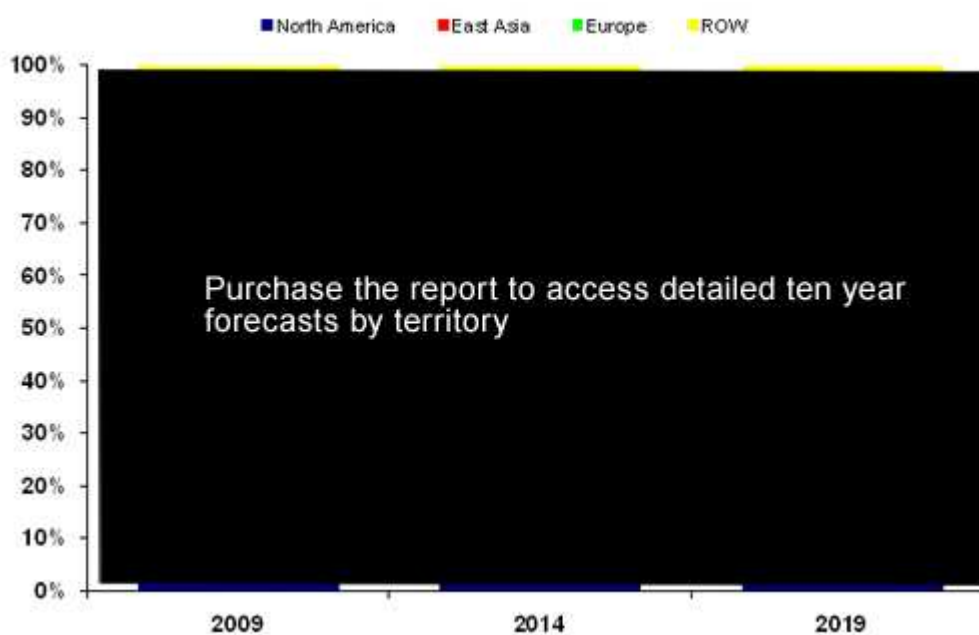 North America East Asia Europe ROW
100%
90%
80%
70%
60%
50%
40%
30%
20%
10%
0%
Purchase the report to access detailed ten year
forecasts by territory
2009 2014 2019